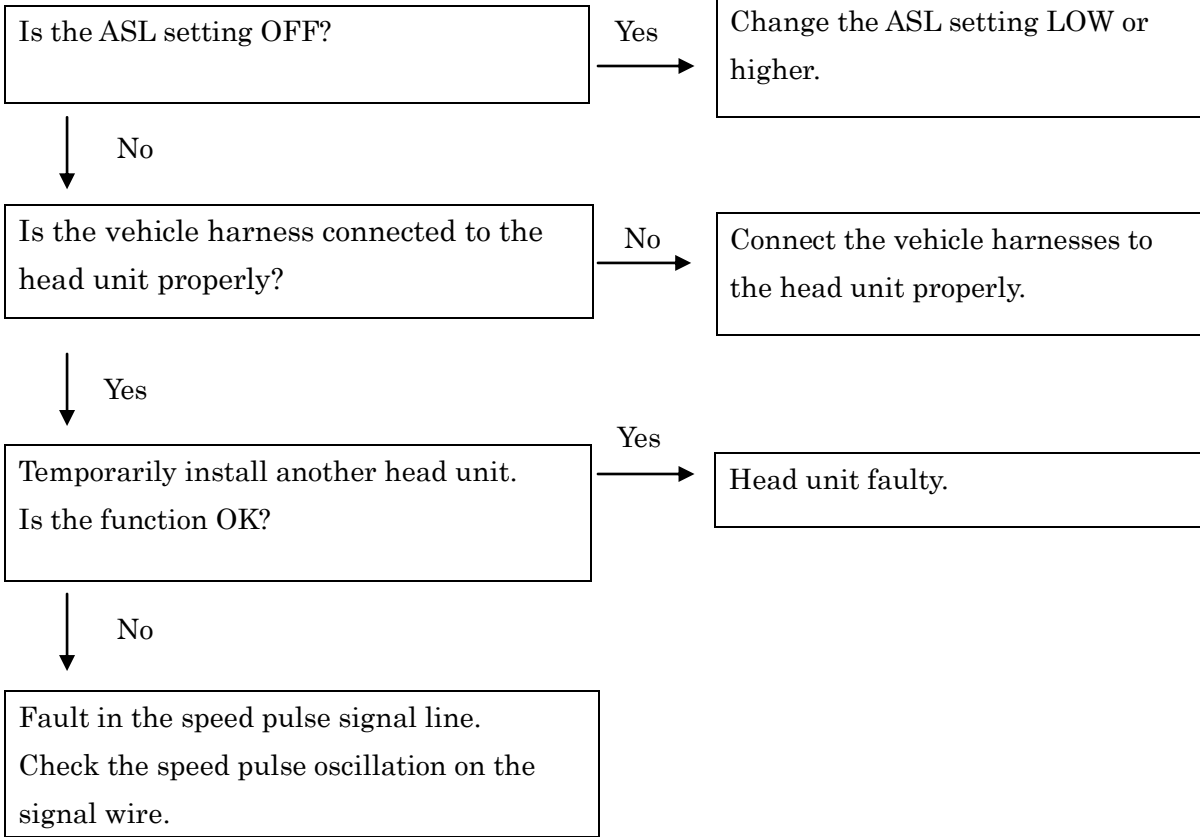 Is the ASL setting OFF?
Yes
Change the ASL setting LOW or
higher.
No
Is the vehicle harness connected to the
head unit properly?
No
Connect the vehicle harnesses to
the head unit properly.
Yes
Temporarily install another head unit.
Is the function OK?
Yes
Head unit faulty.
No
Fault in the speed pulse signal line.
Check the speed pulse oscillation on the
signal wire.